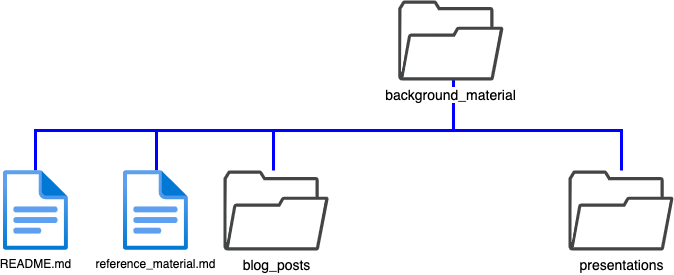 background_material
README.md
reference_material.md
blog_posts
presentations